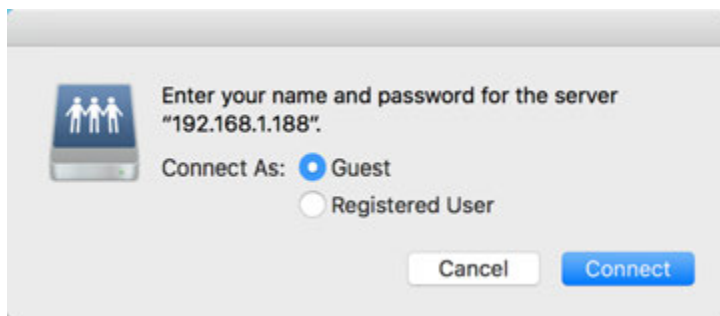 Enter your name and password for the server
“192.168.1.188”.
Connect As: Guest
Registered User
Cancel Connect